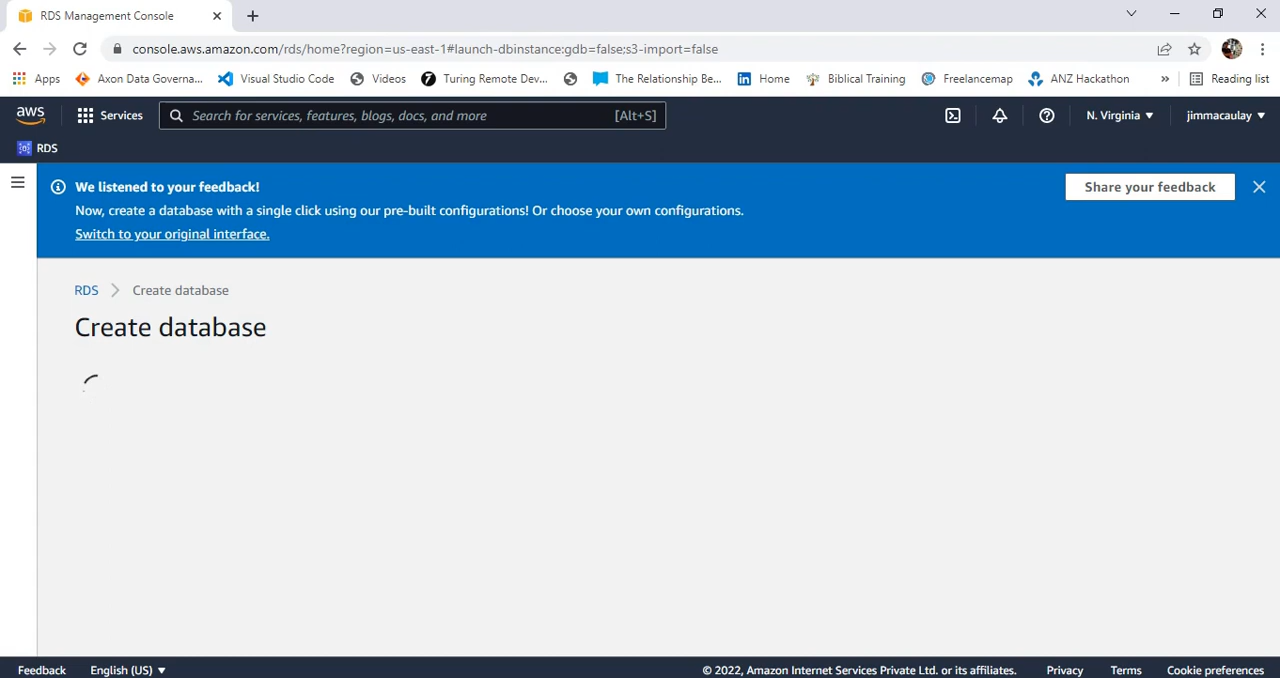 RDS Management Console
console.aws.amazon.com/rds/home?region=us-east-1#launch-dbinstance:gdb=false;s3-import=false
Apps Axon Data Governa... Visual Studio Code Videos Turing Remote Dev... The Relationship Be... Home Biblical Training Freelancemap ANZ Hackathon » Reading list
aws Services Search for services, features, blogs, docs, and more [Alt+S] N. Virginia jimmacaulay
RDS
We listened to your feedback!
Now, create a database with a single click using our pre-built configurations! Or choose your own configurations.
Switch to your original interface.
Share your feedback
RDS Create database
Create database
Feedback English (US) © 2022, Amazon Internet Services Private Ltd. or its affiliates. Privacy Terms Cookie preferences